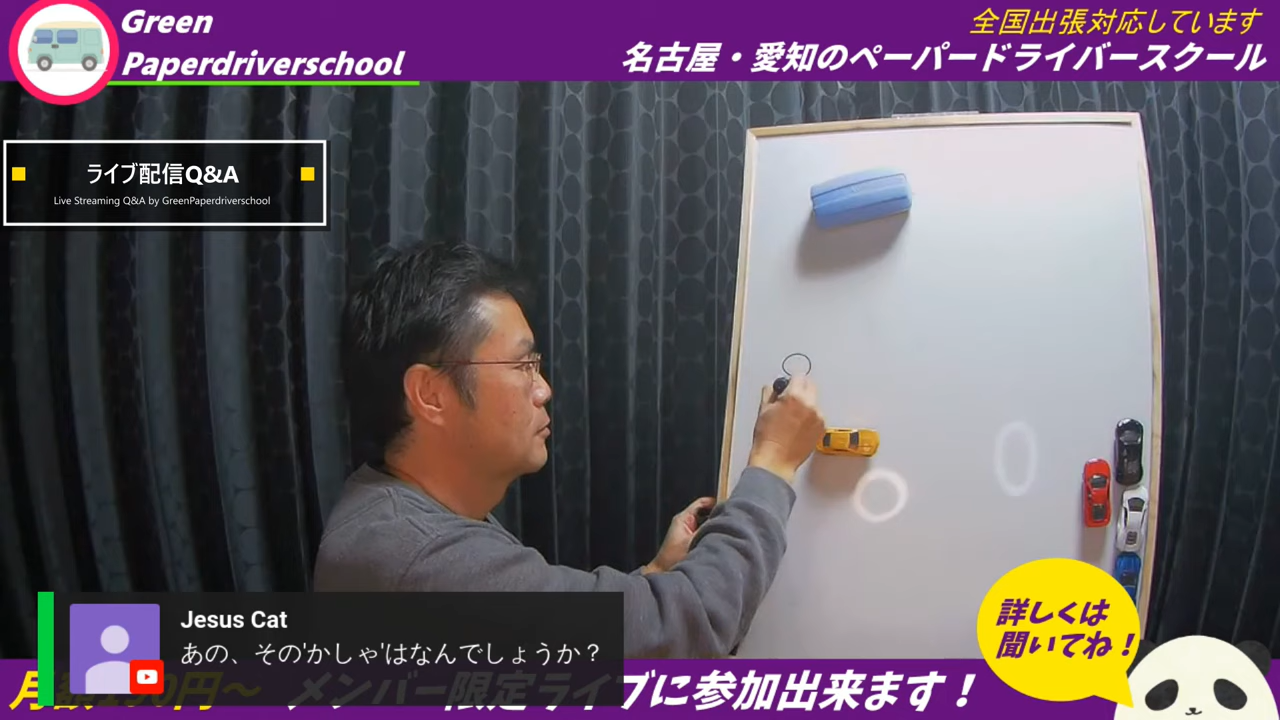 Green
Paperdriverschool
全国出張対応しています
名古屋・愛知のペーパードライバースクール
ライブ配信Q&A
Live Streaming Q&A by GreenPaperdriverschool
詳しくは
聞いてね！
Jesus Cat
あの、その'かしゃ'はなんでしょうか？
円～ メンバー限定ライブに参加出来ます！